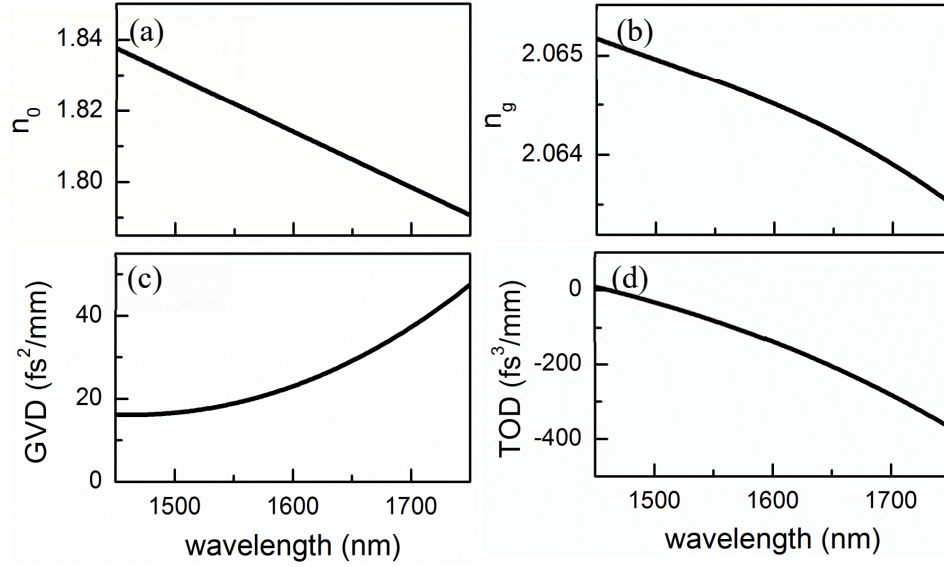 (a)
1.84
1.82
1.80
n₀
(b)
2.065
2.064
n_g
(c)
40
20
0
GVD (fs²/mm)
1500 1600 1700
wavelength (nm)
(d)
0
-200
-400
TOD (fs³/mm)
1500 1600 1700
wavelength (nm)